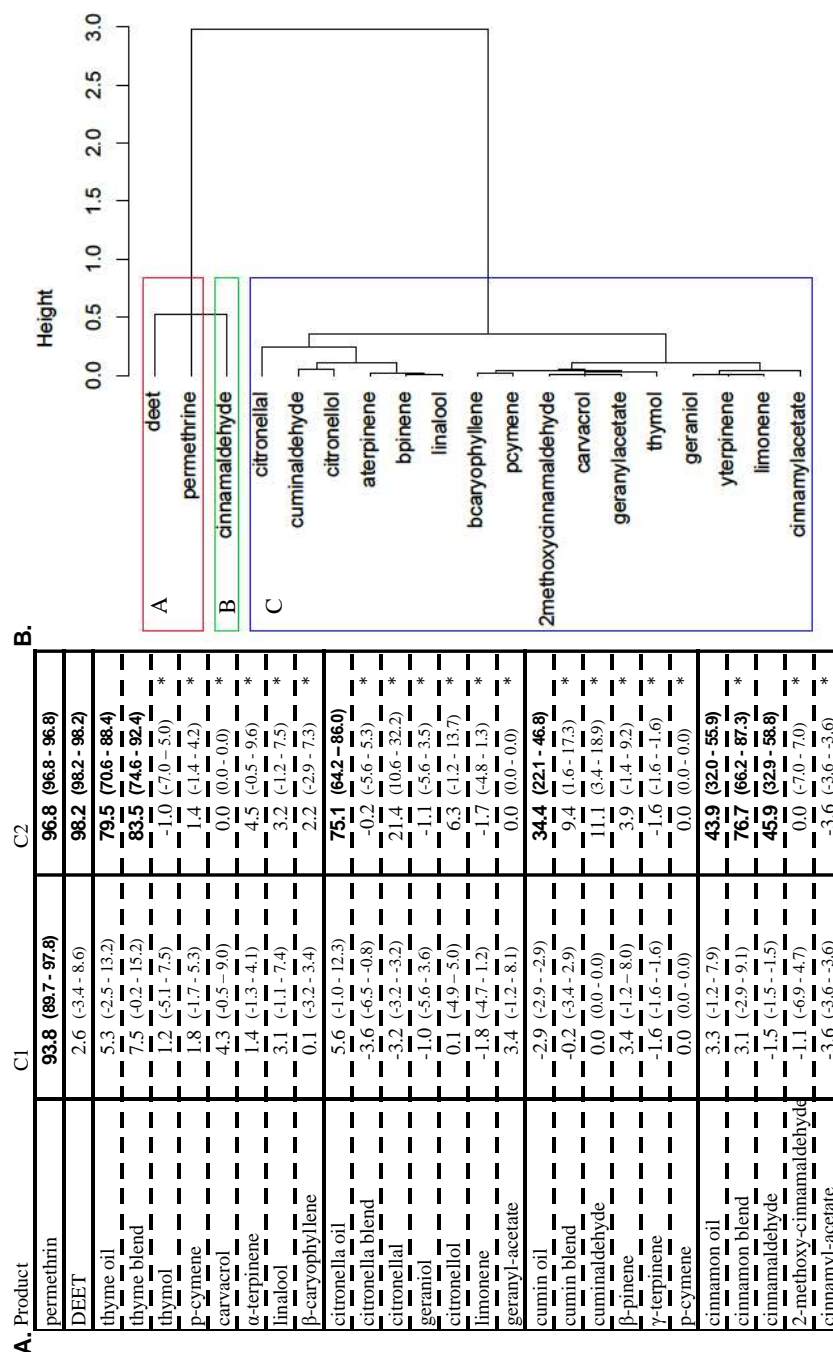 A. Product C1 C2
permethrin 93.8 (89.7 - 97.8) 96.8 (96.8 - 96.8)
DEET 2.6 (-3.4 - 8.6) 98.2 (98.2 - 98.2)
thyme oil 5.3 (-2.5 - 13.2) 79.5 (70.6 - 88.4)
thyme blend 7.5 (-0.2 - 15.2) 83.5 (74.6 - 92.4)
thymol 1.2 (-5.1 - 7.5) -1.0 (-7.0 – 5.0) *
p-cymene 1.8 (-1.7 - 5.3) 1.4 (-1.4 - 4.2) *
carvacrol 4.3 (-0.5 – 9.0) 0.0 (0.0 - 0.0) *
α-terpinene 1.4 (-1.3 - 4.1) 4.5 (-0.5 - 9.6) *
linalool 3.1 (-1.1 - 7.4) 3.2 (-1.2 - 7.5) *
β-caryophyllene 0.1 (-3.2 - 3.4) 2.2 (-2.9 - 7.3) *
citronella oil 5.6 (-1.0 - 12.3) 75.1 (64.2 – 86.0)
citronella blend -3.6 (-6.5 - -0.8) -0.2 (-5.6 - 5.3) *
citronellal -3.2 (-3.2 - -3.2) 21.4 (10.6 - 32.2) *
geraniol -1.0 (-5.6 - 3.6) -1.1 (-5.6 - 3.5) *
citronellol 0.1 (-4.9 – 5.0) 6.3 (-1.2 - 13.7) *
limonene -1.8 (-4.7 - 1.2) -1.7 (-4.8 - 1.3) *
geranyl-acetate 3.4 (-1.2 - 8.1) 0.0 (0.0 - 0.0) *
cumin oil -2.9 (-2.9 - -2.9) 34.4 (22.1 - 46.8)
cumin blend -0.2 (-3.4 - 2.9) 9.4 (1.6 - 17.3) *
cuminaldehyde 0.0 (0.0 - 0.0) 11.1 (3.4 - 18.9) *
β-pinene 3.4 (-1.2 – 8.0) 3.9 (-1.4 - 9.2) *
γ-terpinene -1.6 (-1.6 - -1.6) -1.6 (-1.6 - -1.6) *
p-cymene 0.0 (0.0 - 0.0) 0.0 (0.0 - 0.0) *
cinnamon oil 3.3 (-1.2 - 7.9) 43.9 (32.0 - 55.9)
cinnamon blend 3.1 (-2.9 - 9.1) 76.7 (66.2 - 87.3) *
cinnamaldehyde -1.5 (-1.5 - -1.5) 45.9 (32.9 - 58.8)
2-methoxy-cinnamaldehyde -1.1 (-6.9 - 4.7) 0.0 (-7.0 - 7.0) *
cinnamyl-acetate -3.6 (-3.6 - -3.6) -3.6 (-3.6 - -3.6) *
B.
Height
0.0 0.5 1.0 1.5 2.0 2.5 3.0
A
deet
permethrine
B
cinnamaldehyde
C
citronellal
cuminaldehyde
citronellol
aterpinene
bpinene
linalool
bcaryophyllene
pcymene
2methoxycinnamaldehyde
carvacrol
geranylacetate
thymol
geraniol
yterpinene
limonene
cinnamylacetate